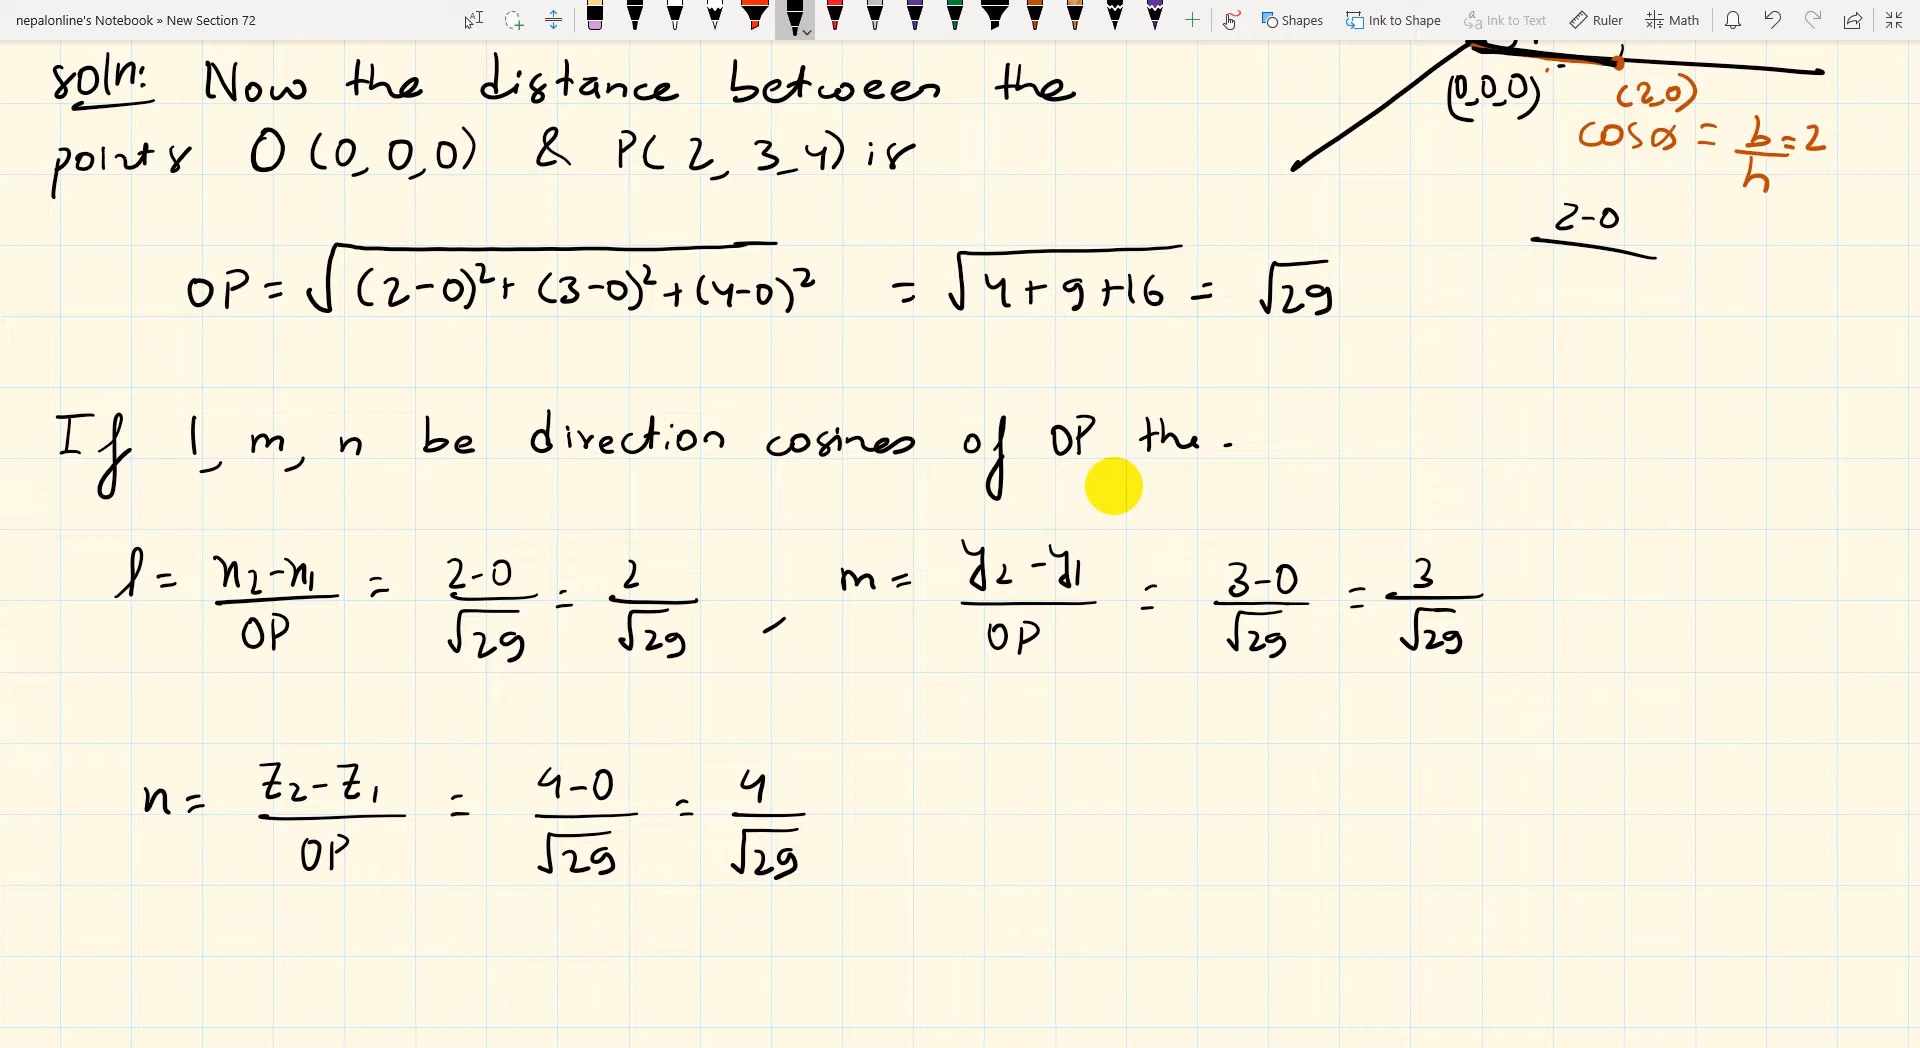 nepalonline's Notebook » New Section 72
Shapes Ink to Shape Ink to Text Ruler Math
soln: Now the distance between the
points O (0, 0, 0) & P( 2, 3, 4) is
(0,0,0) (2,0)
cosα = b/h = 2
2-0
OP = √((2-0)² + (3-0)² + (4-0)²) = √(4+9+16) = √29
If l, m, n be direction cosines of OP the
l = (x₂-x₁)/OP = (2-0)/√29 = 2/√29 , m = (y₂-y₁)/OP = (3-0)/√29 = 3/√29
n = (z₂-z₁)/OP = (4-0)/√29 = 4/√29